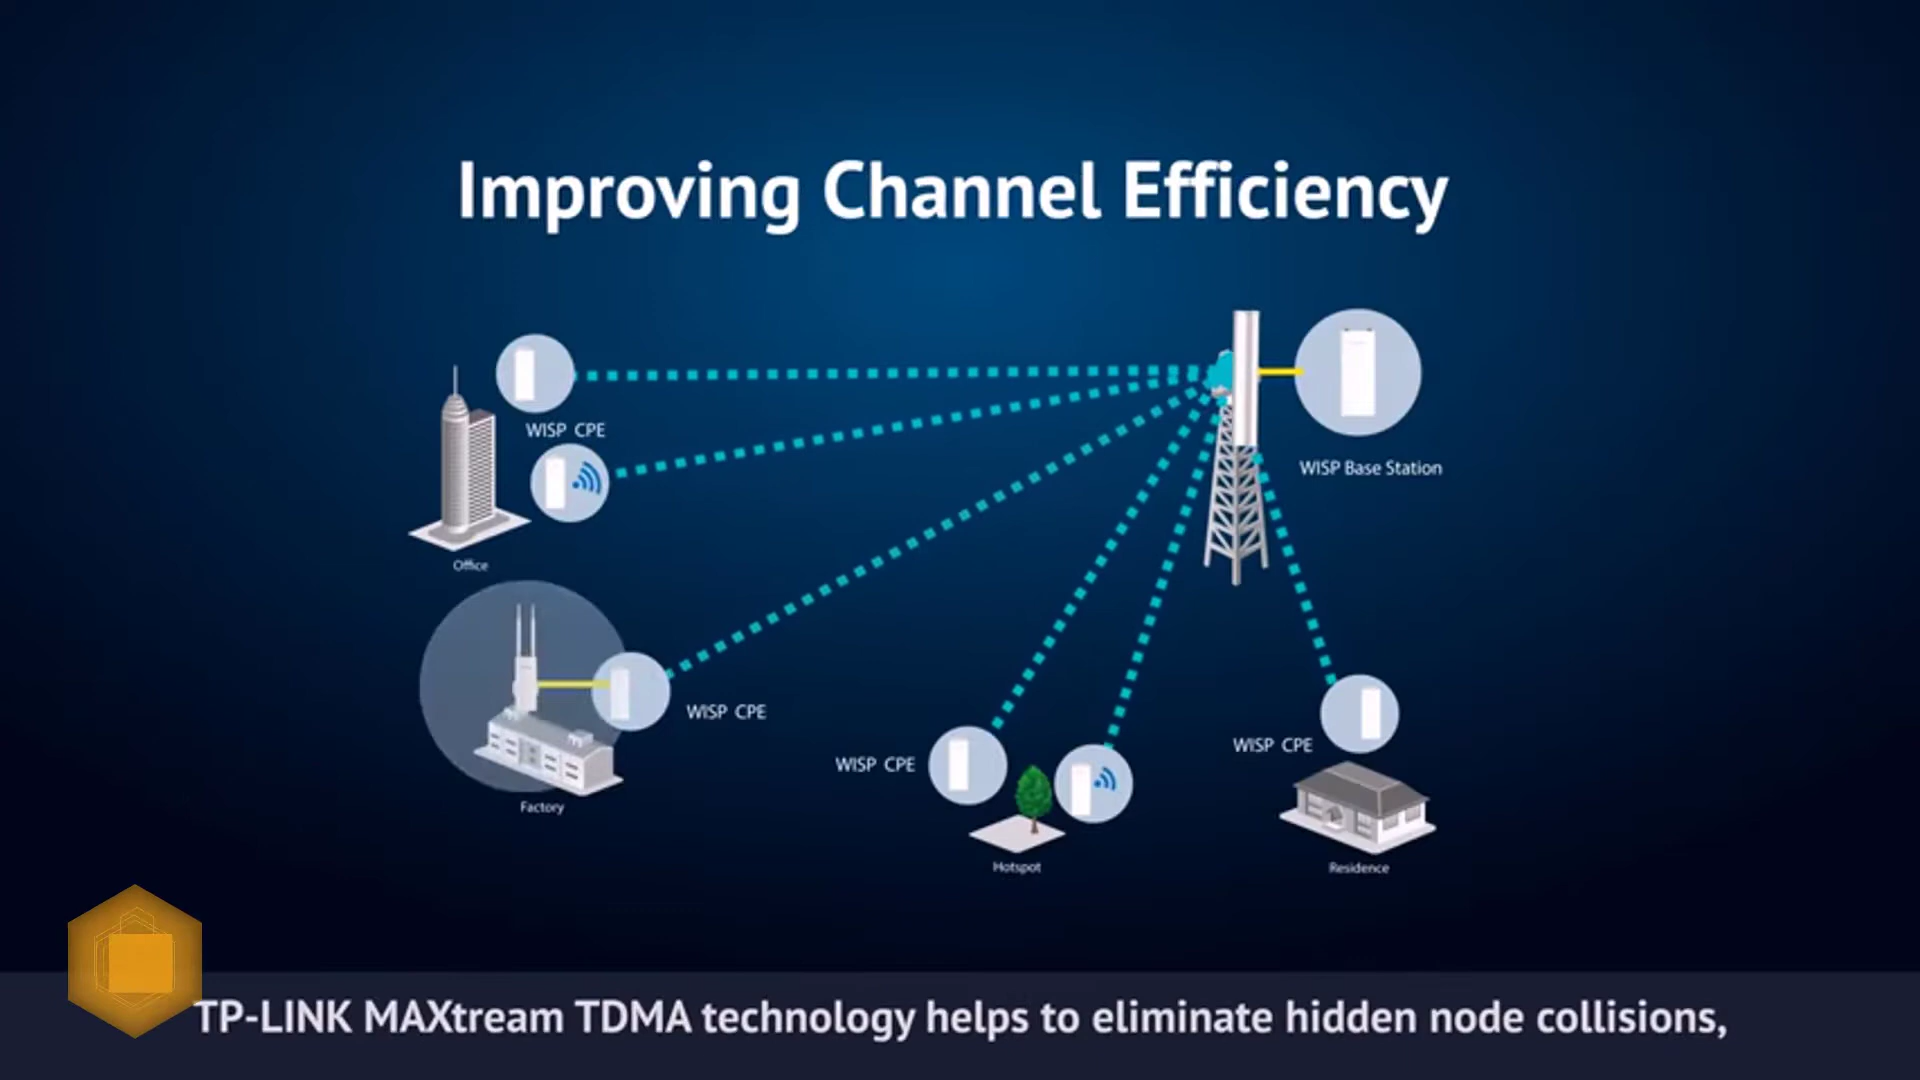 Improving Channel Efficiency
WISP CPE
WISP Base Station
Office
WISP CPE
WISP CPE
WISP CPE
Factory
Hotspot
Residence
TP-LINK MAXtream TDMA technology helps to eliminate hidden node collisions,